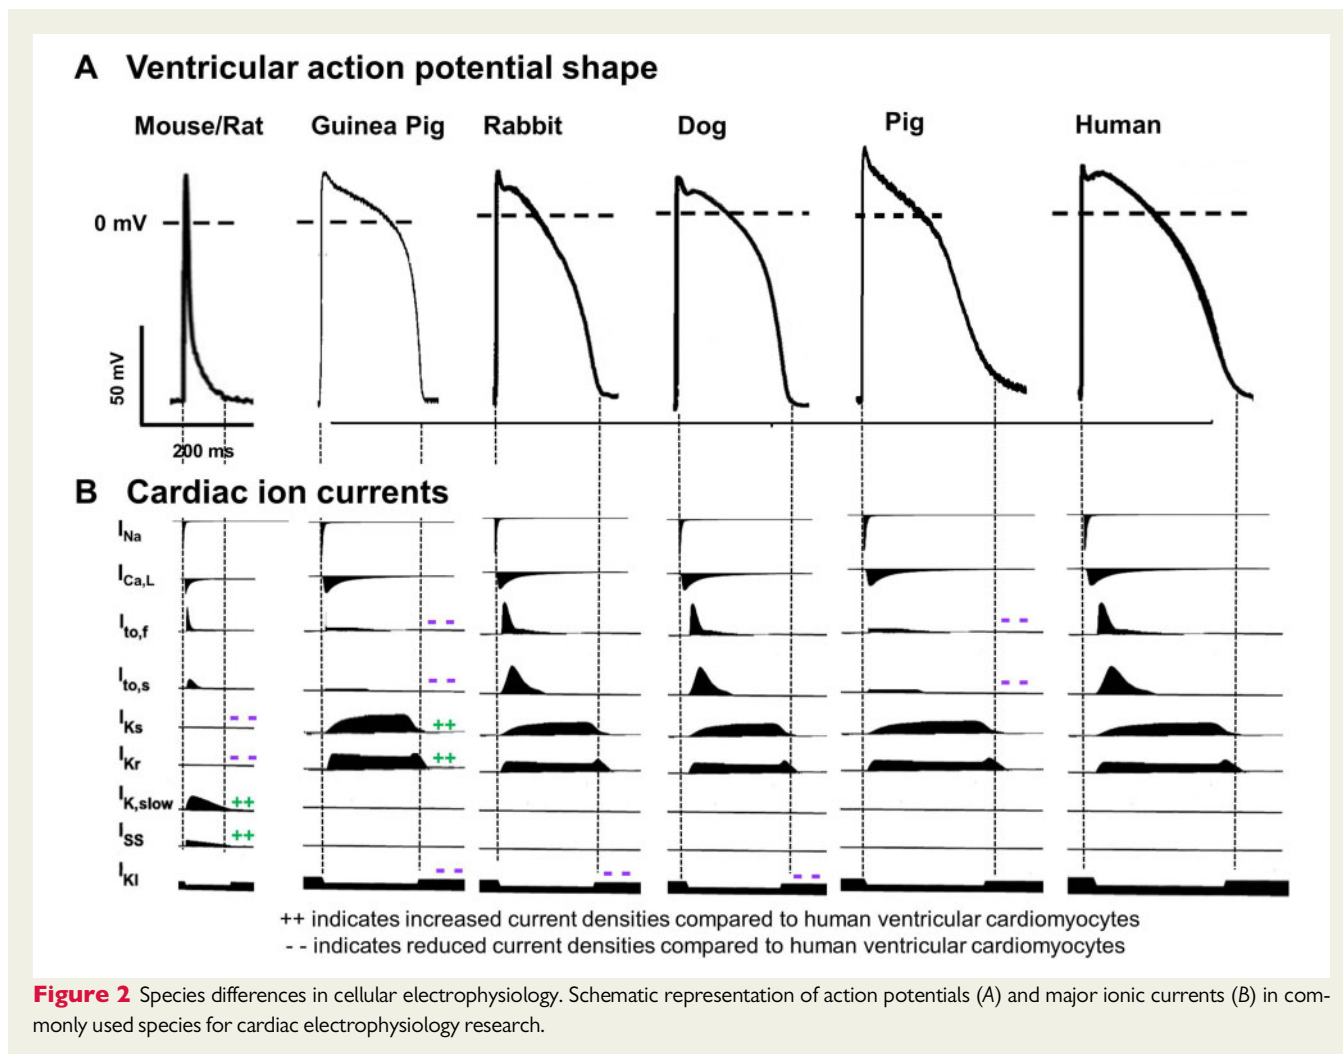 A Ventricular action potential shape
Mouse/Rat Guinea Pig Rabbit Dog Pig Human
0 mV
50 mV
200 ms
B Cardiac ion currents
INa
ICa,L
Ito,f
- -
- -
Ito,s
- -
- -
IKs
- -
++
IKr
- -
++
IK,slow
++
ISS
++
IKI
- -
- -
- -
++ indicates increased current densities compared to human ventricular cardiomyocytes
- - indicates reduced current densities compared to human ventricular cardiomyocytes
Figure 2 Species differences in cellular electrophysiology. Schematic representation of action potentials (A) and major ionic currents (B) in com-
monly used species for cardiac electrophysiology research.